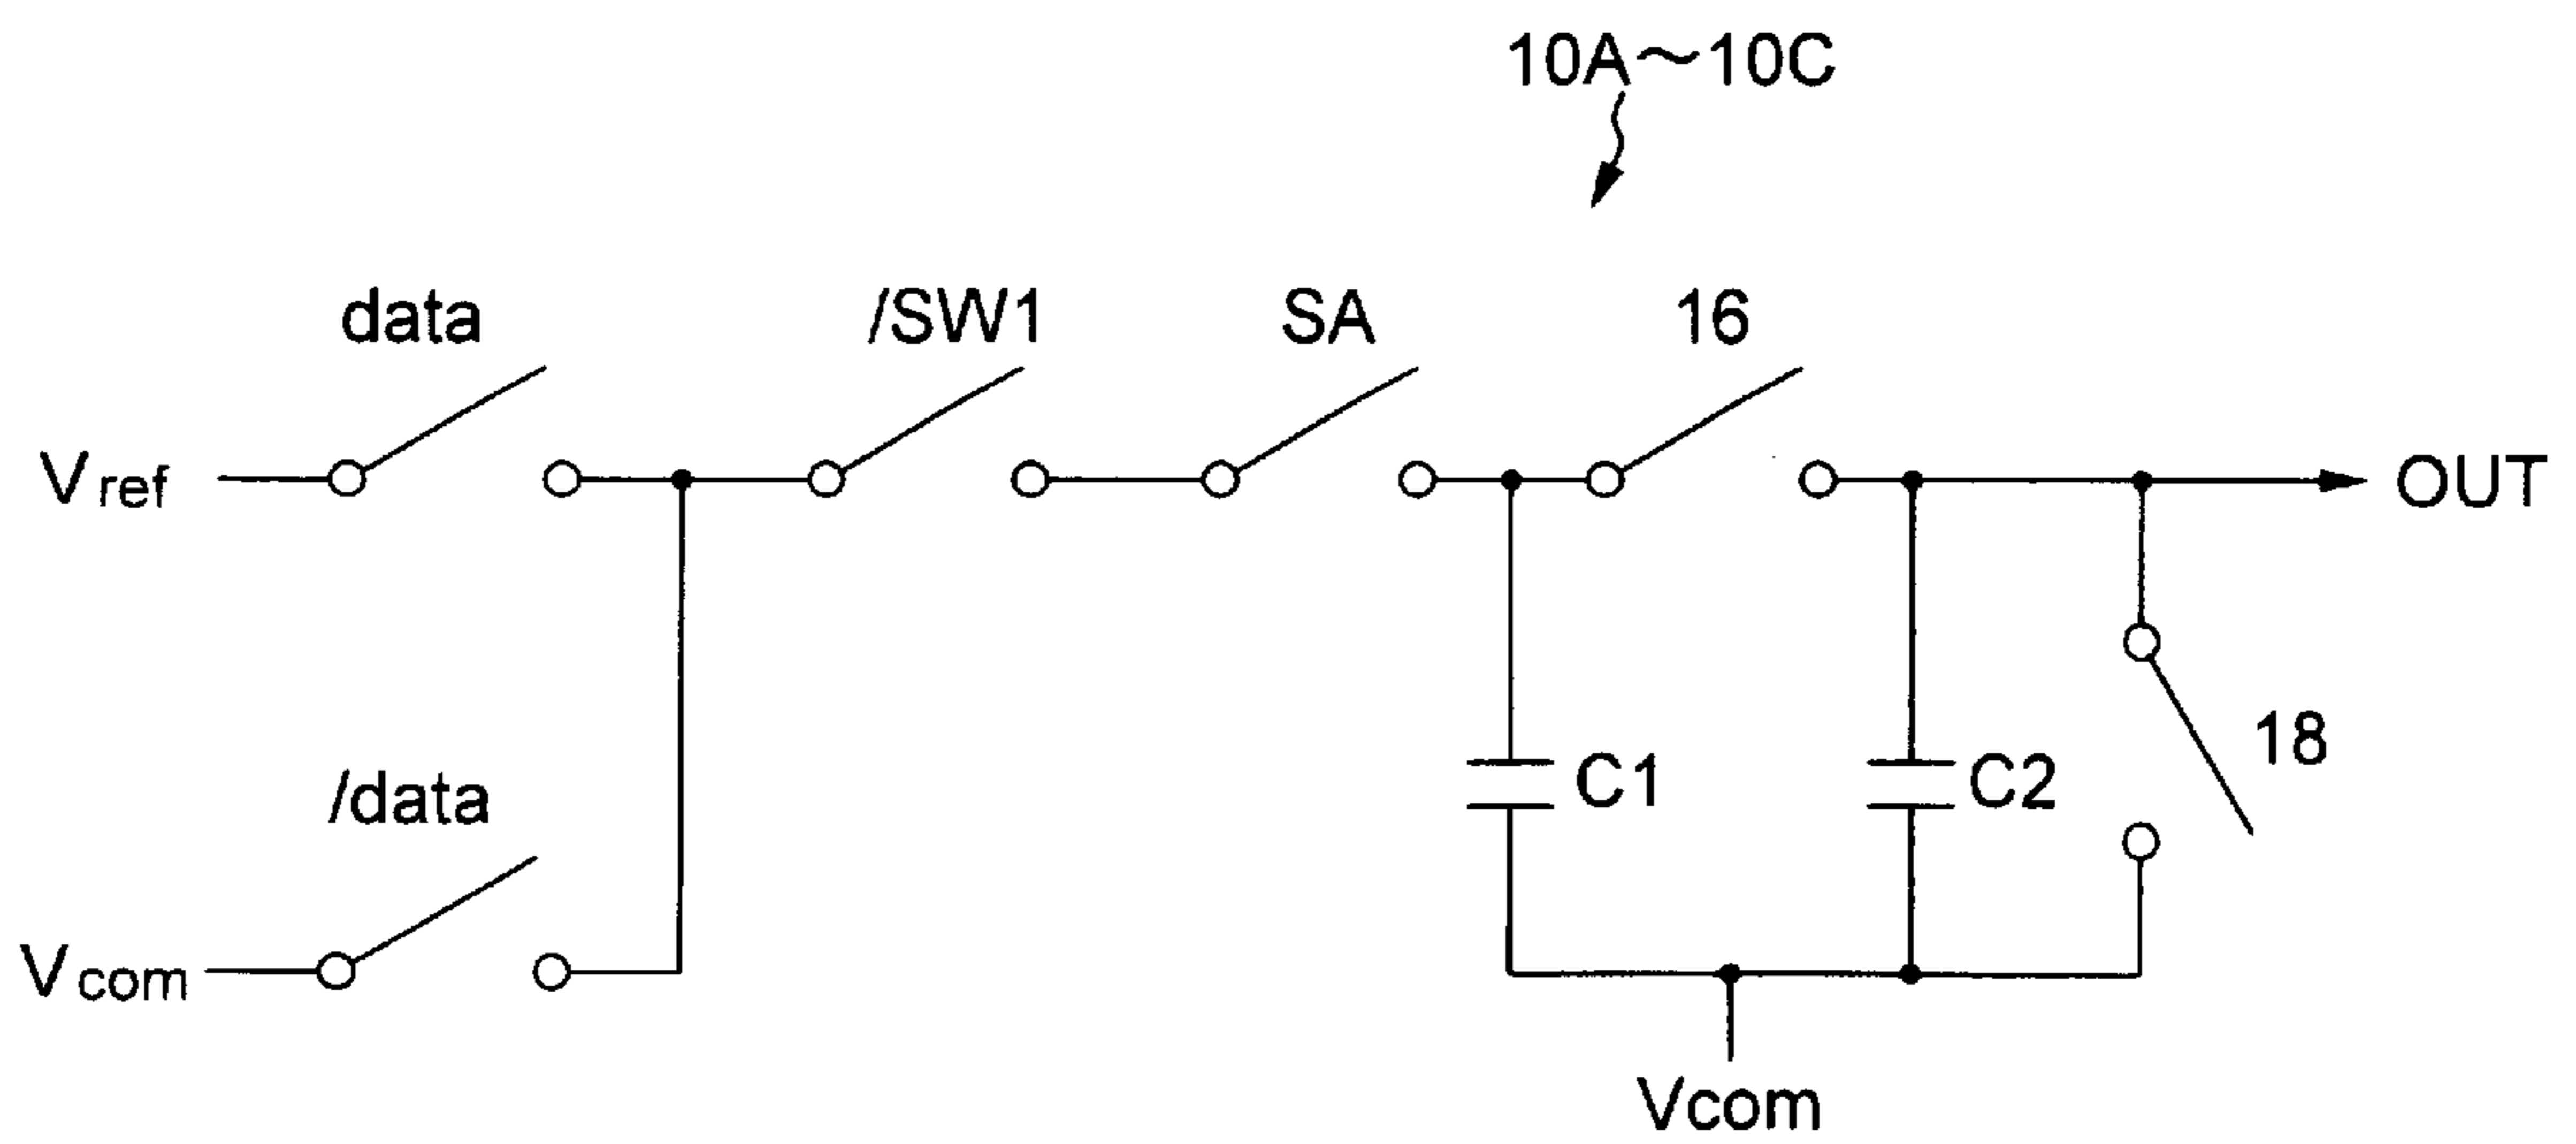 10A～10C
data
/SW1
SA
16
Vref
OUT
C1
C2
18
/data
Vcom
Vcom